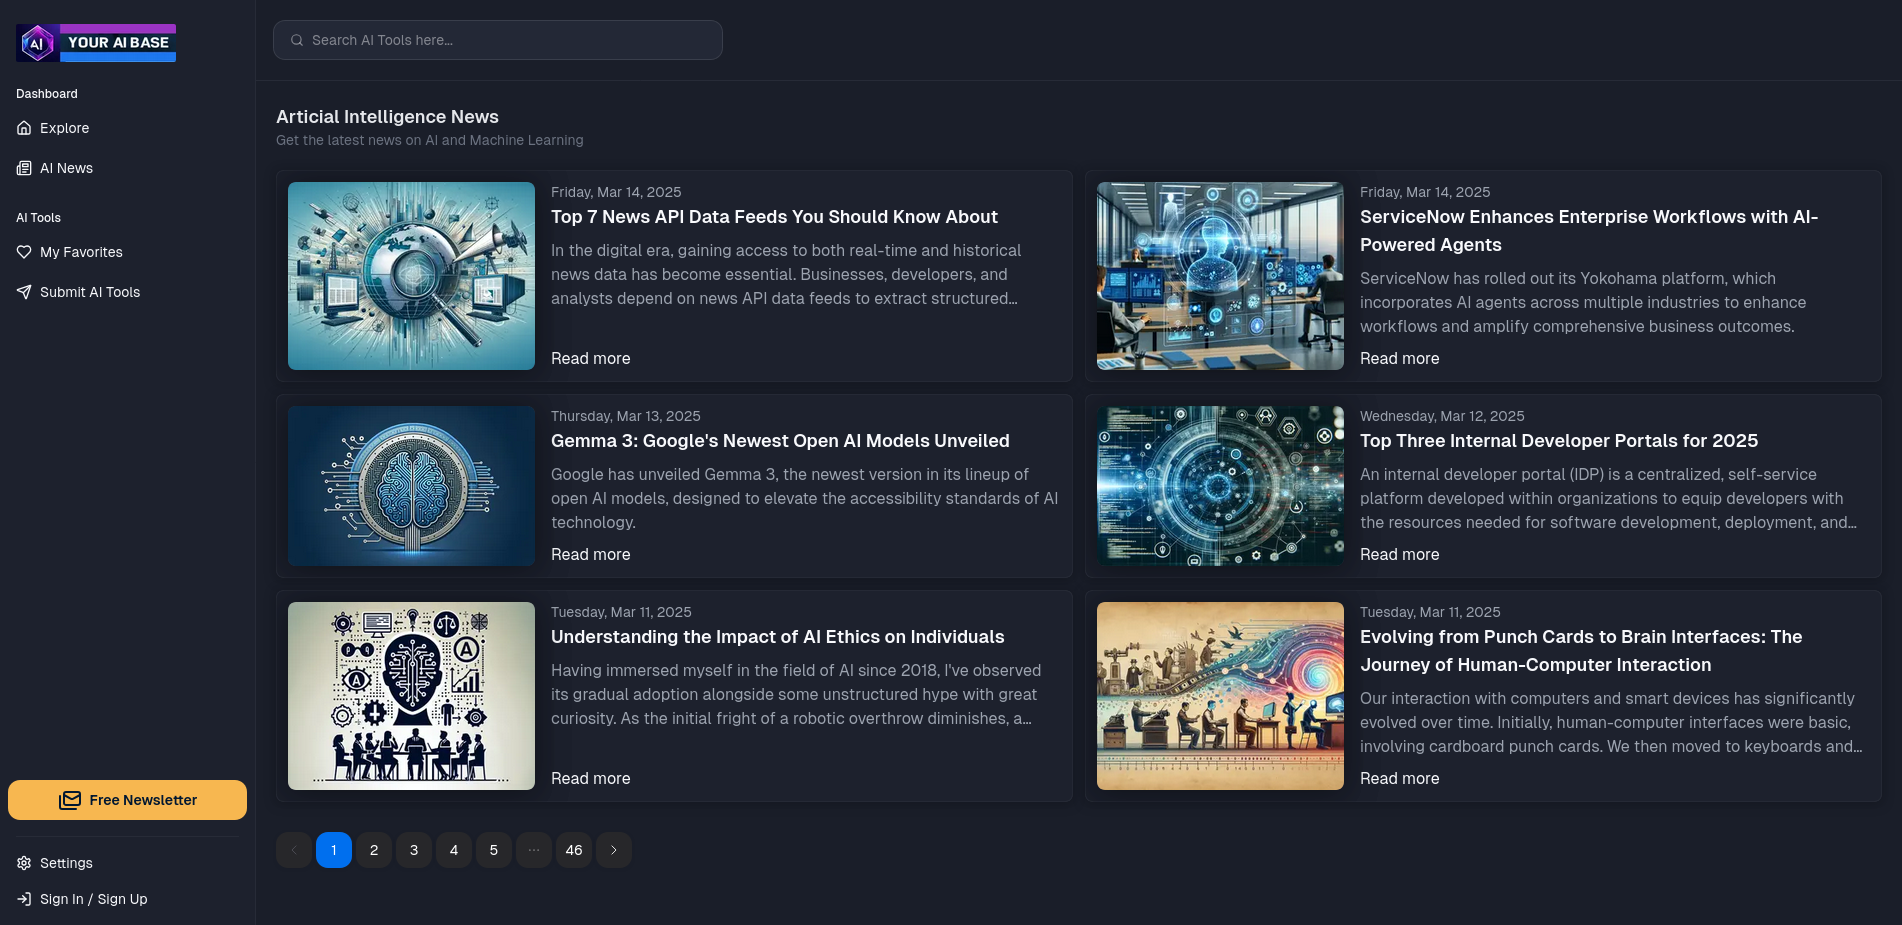 AI YOUR AI BASE
Dashboard
Explore
AI News
AI Tools
My Favorites
Submit AI Tools
Free Newsletter
Settings
Sign In / Sign Up
Search AI Tools here...
Articial Intelligence News
Get the latest news on AI and Machine Learning
Friday, Mar 14, 2025
Top 7 News API Data Feeds You Should Know About
In the digital era, gaining access to both real-time and historical
news data has become essential. Businesses, developers, and
analysts depend on news API data feeds to extract structured...
Read more
Friday, Mar 14, 2025
ServiceNow Enhances Enterprise Workflows with AI-
Powered Agents
ServiceNow has rolled out its Yokohama platform, which
incorporates AI agents across multiple industries to enhance
workflows and amplify comprehensive business outcomes.
Read more
Thursday, Mar 13, 2025
Gemma 3: Google's Newest Open AI Models Unveiled
Google has unveiled Gemma 3, the newest version in its lineup of
open AI models, designed to elevate the accessibility standards of AI
technology.
Read more
Wednesday, Mar 12, 2025
Top Three Internal Developer Portals for 2025
An internal developer portal (IDP) is a centralized, self-service
platform developed within organizations to equip developers with
the resources needed for software development, deployment, and...
Read more
A
A
Tuesday, Mar 11, 2025
Understanding the Impact of AI Ethics on Individuals
Having immersed myself in the field of AI since 2018, I've observed
its gradual adoption alongside some unstructured hype with great
curiosity. As the initial fright of a robotic overthrow diminishes, a...
Read more
Tuesday, Mar 11, 2025
Evolving from Punch Cards to Brain Interfaces: The
Journey of Human-Computer Interaction
Our interaction with computers and smart devices has significantly
evolved over time. Initially, human-computer interfaces were basic,
involving cardboard punch cards. We then moved to keyboards and...
Read more
1 2 3 4 5 ... 46